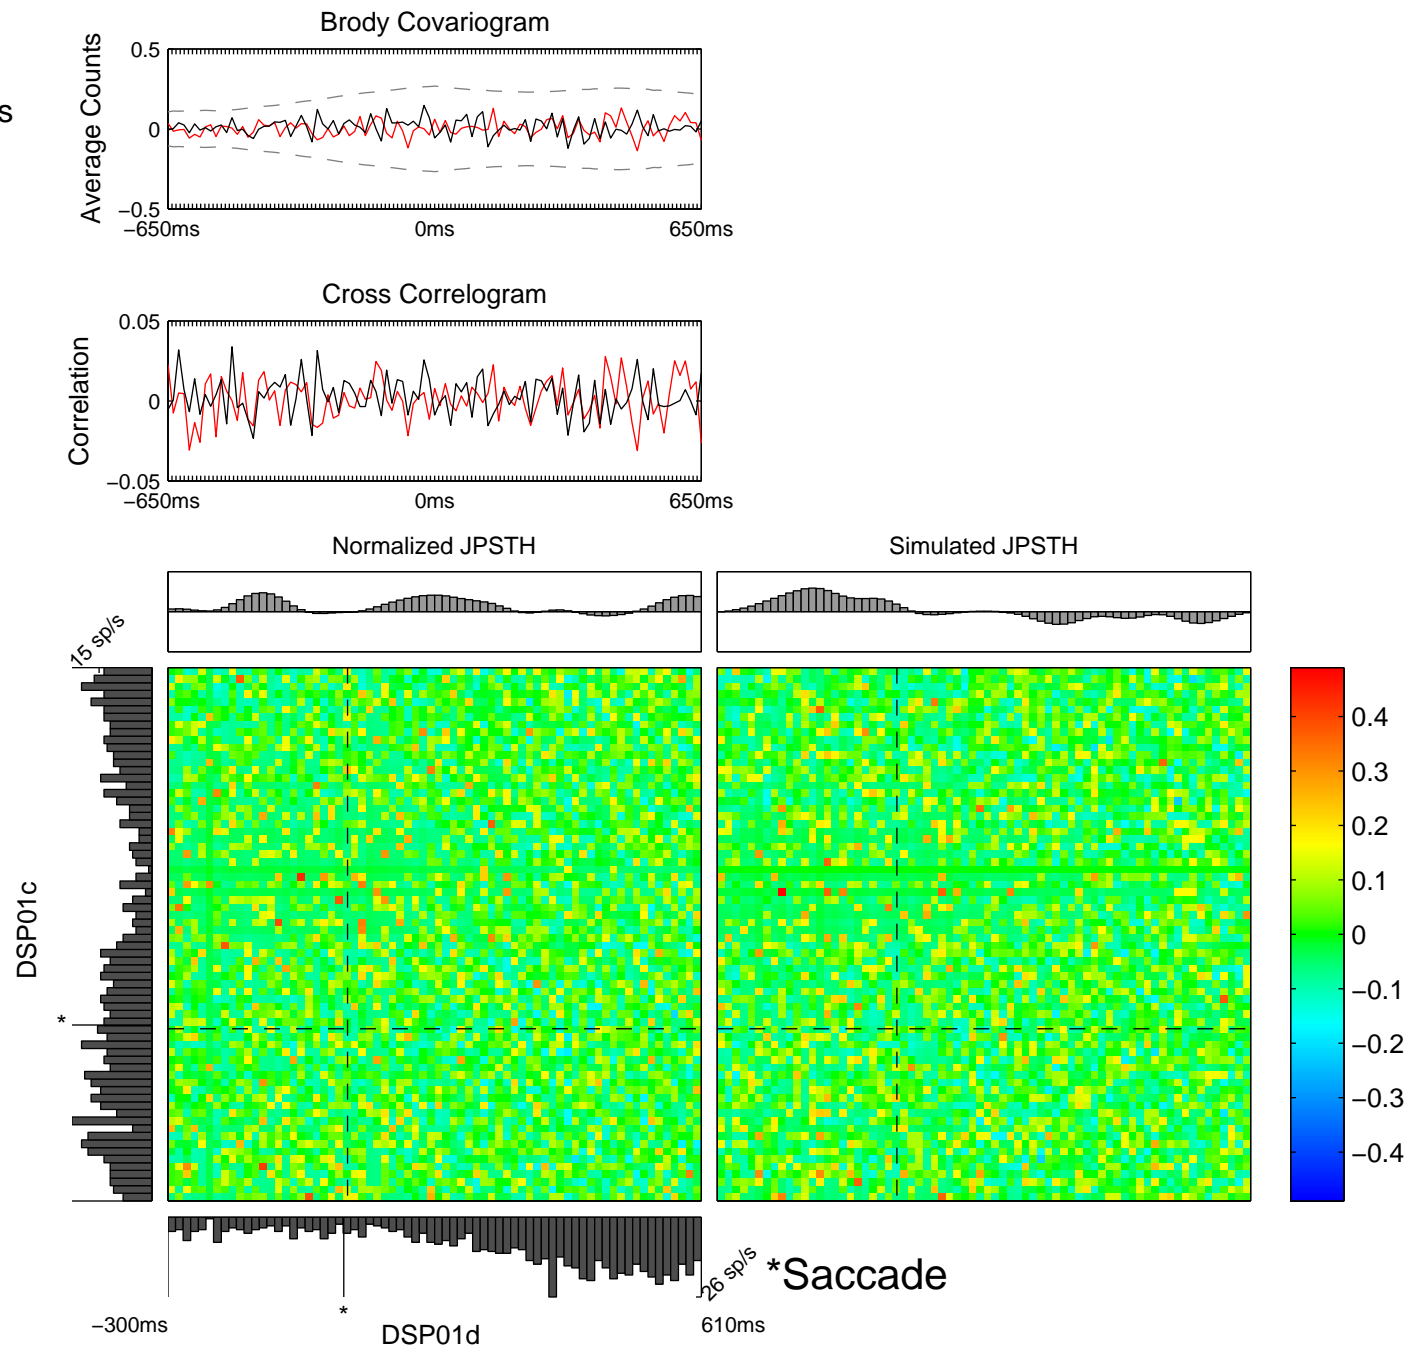 Brody Covariogram
s
Average Counts
0.5
0
−0.5
−650ms
0ms
650ms
Cross Correlogram
Correlation
0.05
0
−0.05
−650ms
0ms
650ms
Normalized JPSTH
Simulated JPSTH
15 sp/s
DSP01c
*
0.4
0.3
0.2
0.1
0
−0.1
−0.2
−0.3
−0.4
26 sp/s
*Saccade
*
−300ms
DSP01d
610ms